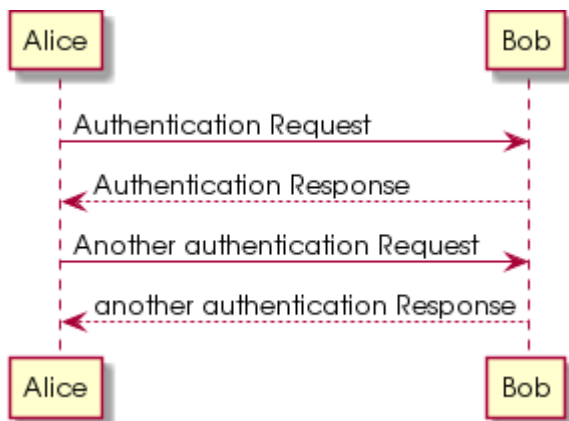 Alice
Bob
Authentication Request
Authentication Response
Another authentication Request
another authentication Response
Alice
Bob